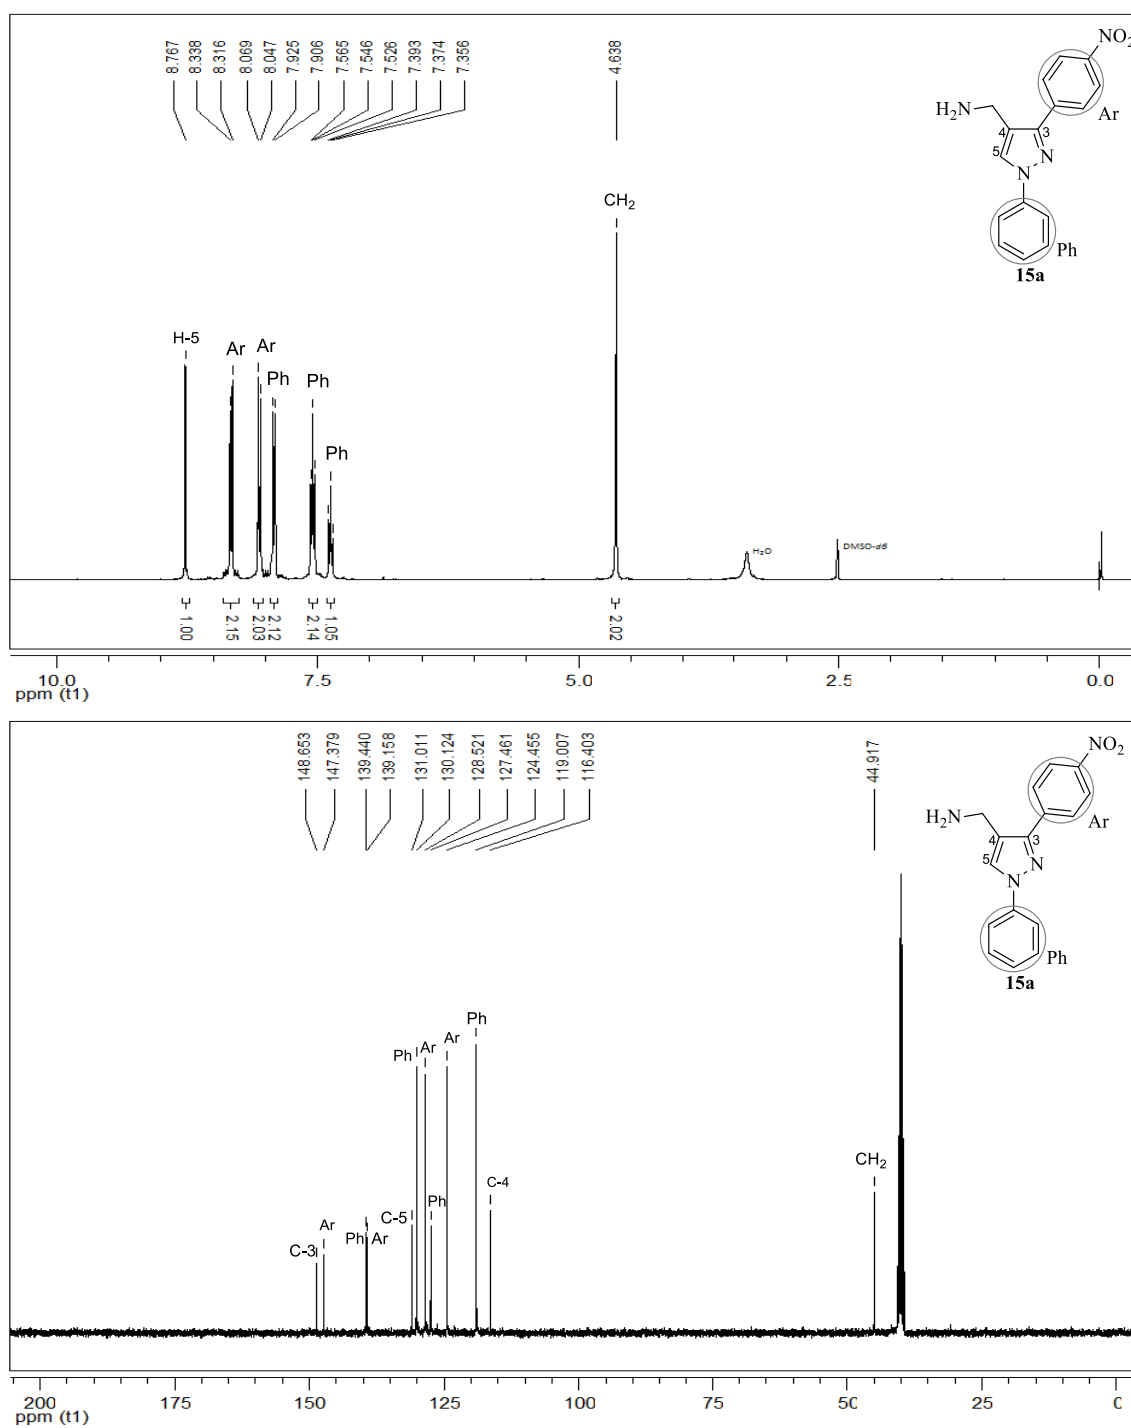 8.767
8.338
8.316
8.069
8.047
7.925
7.906
7.565
7.546
7.526
7.393
7.374
7.356
4.638
NO2
H2N
Ar
4
3
5
N
N
Ph
15a
CH2
H-5
Ar
Ar
Ph
Ph
Ph
H2O
DMSO-d6
1.00
2.15
2.03
2.12
2.14
1.05
2.02
10.0 7.5 5.0 2.5 0.0
ppm (t1)
148.653
147.379
139.440
139.158
131.011
130.124
128.521
127.461
124.455
119.007
116.403
44.917
NO2
H2N
Ar
4
3
5
N
N
Ph
15a
Ph
Ph
Ar
Ar
C-4
CH2
C-5
Ph
Ar
Ph
Ar
C-3
200 175 150 125 100 75 50 25 0
ppm (t1)